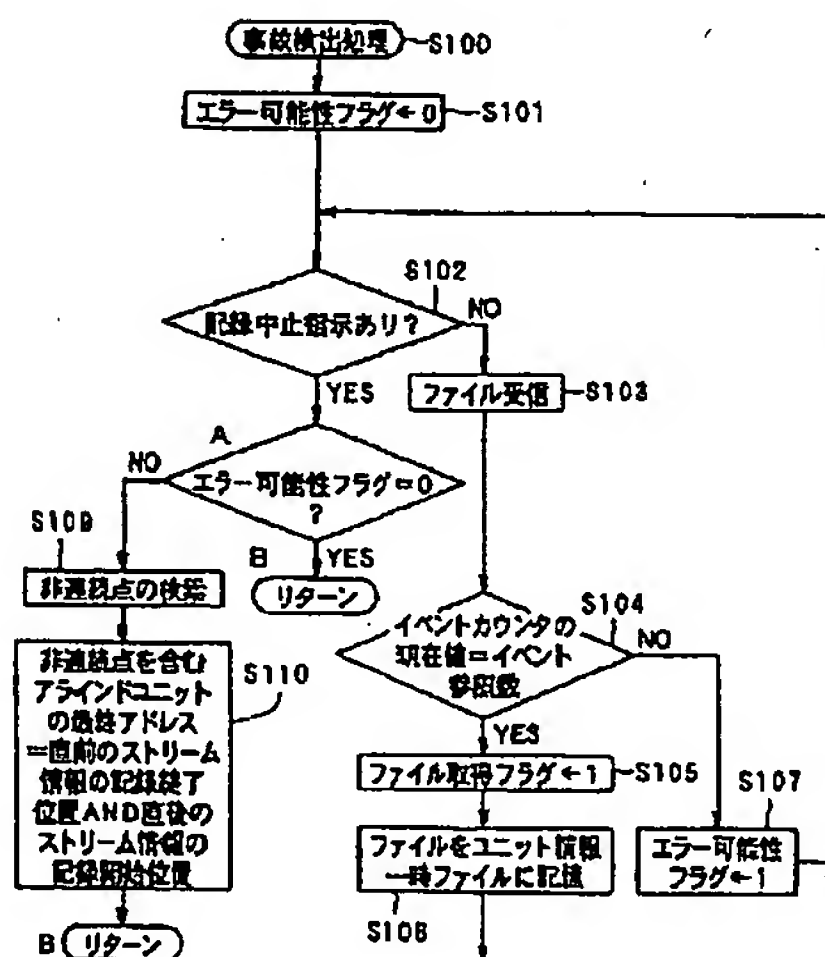 事故検出処理 S100
エラー可能性フラグ←0 S101
S102
記録中止指示あり?
NO
YES
ファイル受信 S103
A
NO
エラー可能性フラグ=0
?
B YES
リターン
S109
非連続点の検索
非連続点を含む
アラインドユニット
の最終アドレス
=直前のストリーム
情報の記録終了
位置AND直後の
ストリーム情報の
記録開始位置
S110
B リターン
イベントカウンタの
現在値=イベント
参照数
S104
NO
YES
ファイル取得フラグ←1 S105
ファイルをユニット情報
一時ファイルに記憶
S106
S107
エラー可能性
フラグ←1